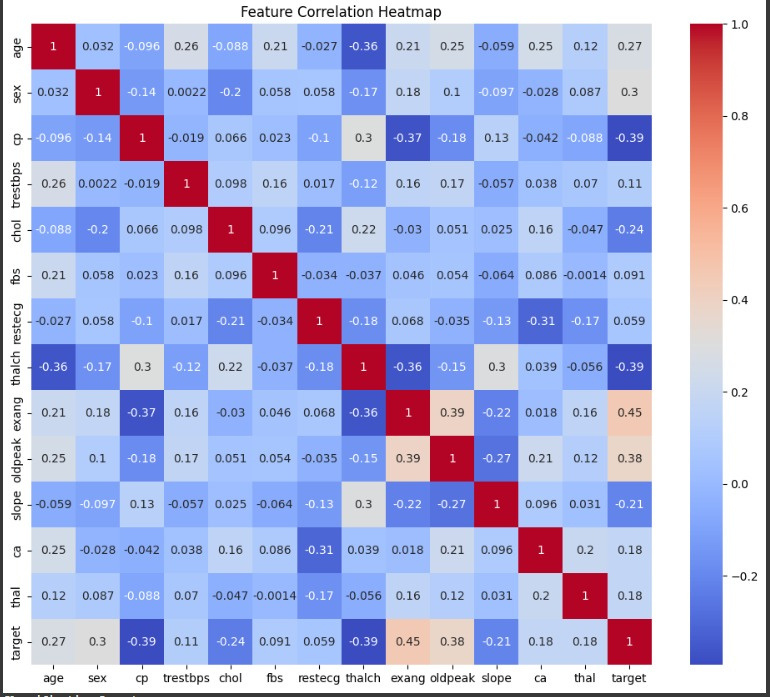 Feature Correlation Heatmap
age 1 0.032 -0.096 0.26 -0.088 0.21 -0.027 -0.36 0.21 0.25 -0.059 0.25 0.12 0.27
sex 0.032 1 -0.14 0.0022 -0.2 0.058 0.058 -0.17 0.18 0.1 -0.097 -0.028 0.087 0.3
cp -0.096 -0.14 1 -0.019 0.066 0.023 -0.1 0.3 -0.37 -0.18 0.13 -0.042 -0.088 -0.39
trestbps 0.26 0.0022 -0.019 1 0.098 0.16 0.017 -0.12 0.16 0.17 -0.057 0.038 0.07 0.11
chol -0.088 -0.2 0.066 0.098 1 0.096 -0.21 0.22 -0.03 0.051 0.025 0.16 -0.047 -0.24
fbs 0.21 0.058 0.023 0.16 0.096 1 -0.034 -0.037 0.046 0.054 -0.064 0.086 -0.0014 0.091
restecg -0.027 0.058 -0.1 0.017 -0.21 -0.034 1 -0.18 0.068 -0.035 -0.13 -0.31 -0.17 0.059
thalch -0.36 -0.17 0.3 -0.12 0.22 -0.037 -0.18 1 -0.36 -0.15 0.3 0.039 -0.056 -0.39
exang 0.21 0.18 -0.37 0.16 -0.03 0.046 0.068 -0.36 1 0.39 -0.22 0.018 0.16 0.45
oldpeak 0.25 0.1 -0.18 0.17 0.051 0.054 -0.035 -0.15 0.39 1 -0.27 0.21 0.12 0.38
slope -0.059 -0.097 0.13 -0.057 0.025 -0.064 -0.13 0.3 -0.22 -0.27 1 0.096 0.031 -0.21
ca 0.25 -0.028 -0.042 0.038 0.16 0.086 -0.31 0.039 0.018 0.21 0.096 1 0.2 0.18
thal 0.12 0.087 -0.088 0.07 -0.047 -0.0014 -0.17 -0.056 0.16 0.12 0.031 0.2 1 0.18
target 0.27 0.3 -0.39 0.11 -0.24 0.091 0.059 -0.39 0.45 0.38 -0.21 0.18 0.18 1
age sex cp trestbps chol fbs restecg thalch exang oldpeak slope ca thal target
1.0
0.8
0.6
0.4
0.2
0.0
-0.2